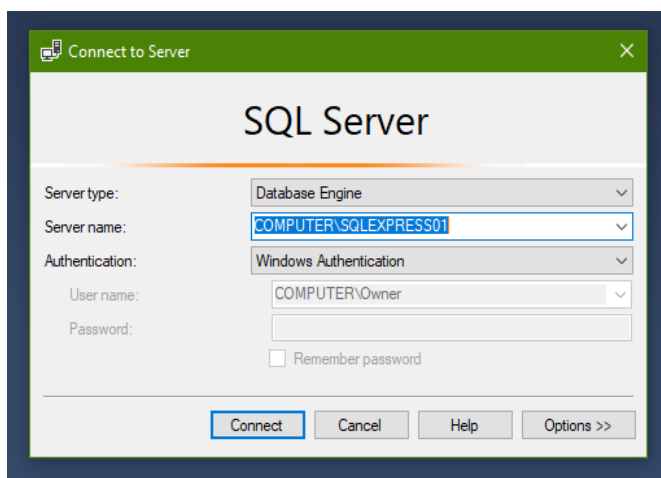 Connect to Server
SQL Server
Server type: Database Engine
Server name: COMPUTER\SQLEXPRESS01
Authentication: Windows Authentication
User name: COMPUTER\Owner
Password:
Remember password
Connect Cancel Help Options >>